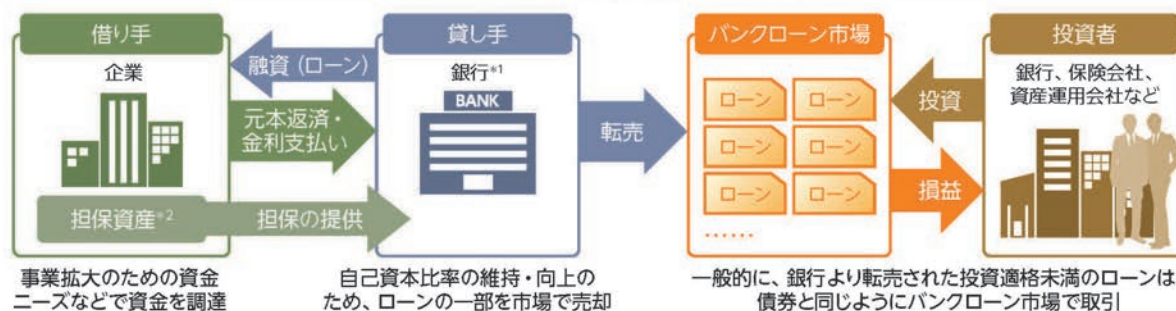 借り手
企業
担保資産*2
融資（ローン）
元本返済・
金利支払い
担保の提供
貸し手
銀行*1
BANK
転売
バンクローン市場
ローン
ローン
ローン
ローン
ローン
ローン
……
投資
損益
投資者
銀行、保険会社、
資産運用会社など
事業拡大のための資金
ニーズなどで資金を調達
自己資本比率の維持・向上の
ため、ローンの一部を市場で売却
一般的に、銀行より転売された投資適格未満のローンは
債券と同じようにバンクローン市場で取引